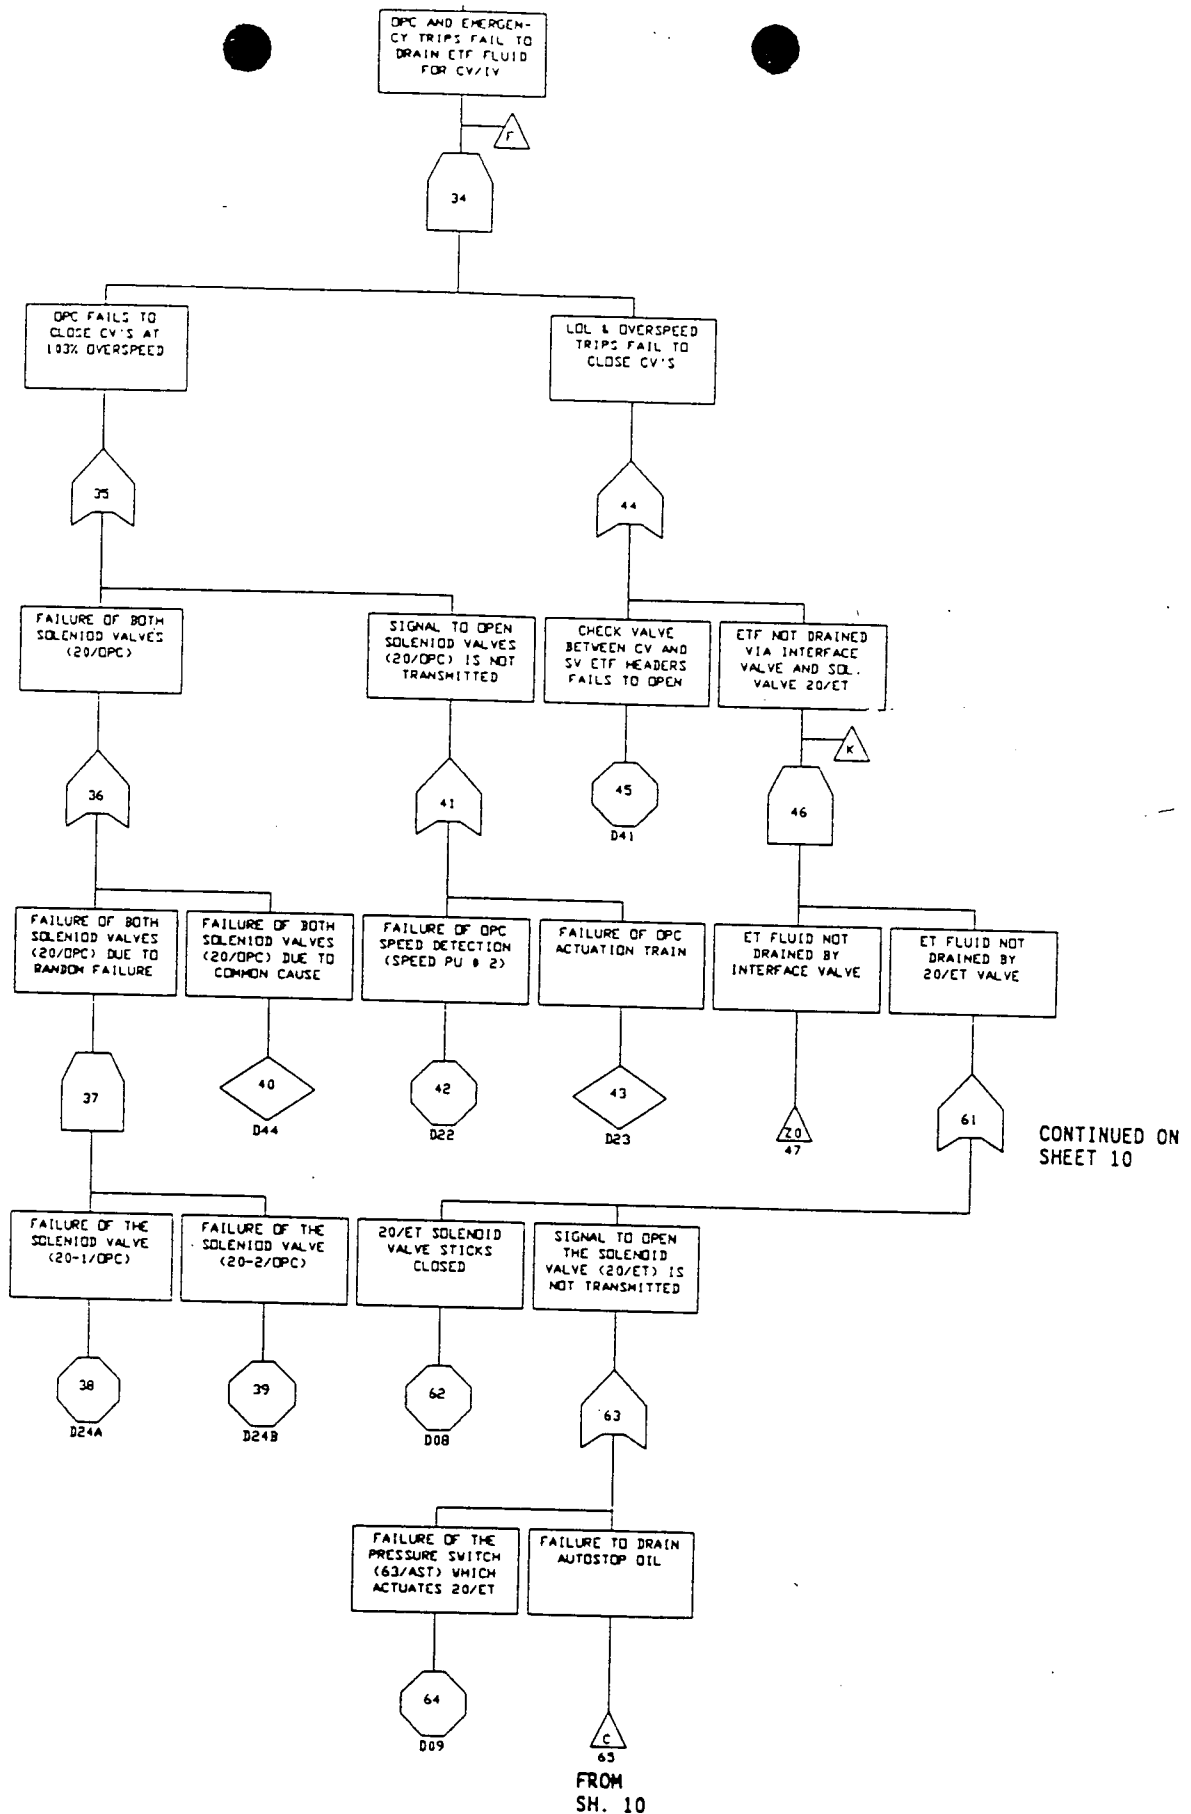 OPC AND EMERGEN-
CY TRIPS FAIL TO
DRAIN ETF FLUID
FOR CV/IV
F
34
OPC FAILS TO
CLOSE CV'S AT
103% OVERSPEED
LOL & OVERSPEED
TRIPS FAIL TO
CLOSE CV'S
35
44
FAILURE OF BOTH
SOLENIOD VALVES
(20/OPC)
SIGNAL TO OPEN
SOLENIOD VALVES
(20/OPC) IS NOT
TRANSMITTED
CHECK VALVE
BETWEEN CV AND
SV ETF HEADERS
FAILS TO OPEN
ETF NOT DRAINED
VIA INTERFACE
VALVE AND SOL.
VALVE 20/ET
K
36
41
45
D41
46
FAILURE OF BOTH
SOLENIOD VALVES
(20/OPC) DUE TO
RANDOM FAILURE
FAILURE OF BOTH
SOLENIOD VALVES
(20/OPC) DUE TO
COMMON CAUSE
FAILURE OF OPC
SPEED DETECTION
(SPEED PU # 2)
FAILURE OF OPC
ACTUATION TRAIN
ET FLUID NOT
DRAINED BY
INTERFACE VALVE
ET FLUID NOT
DRAINED BY
20/ET VALVE
37
40
D44
42
D22
43
D23
ZO
47
61
CONTINUED ON
SHEET 10
FAILURE OF THE
SOLENIOD VALVE
(20-1/OPC)
FAILURE OF THE
SOLENIOD VALVE
(20-2/OPC)
20/ET SOLENOID
VALVE STICKS
CLOSED
SIGNAL TO OPEN
THE SOLENOID
VALVE (20/ET) IS
NOT TRANSMITTED
38
D24A
39
D24B
62
D08
63
FAILURE OF THE
PRESSURE SWITCH
(63/AST) WHICH
ACTUATES 20/ET
FAILURE TO DRAIN
AUTOSTOP OIL
64
D09
C
65
FROM
SH. 10